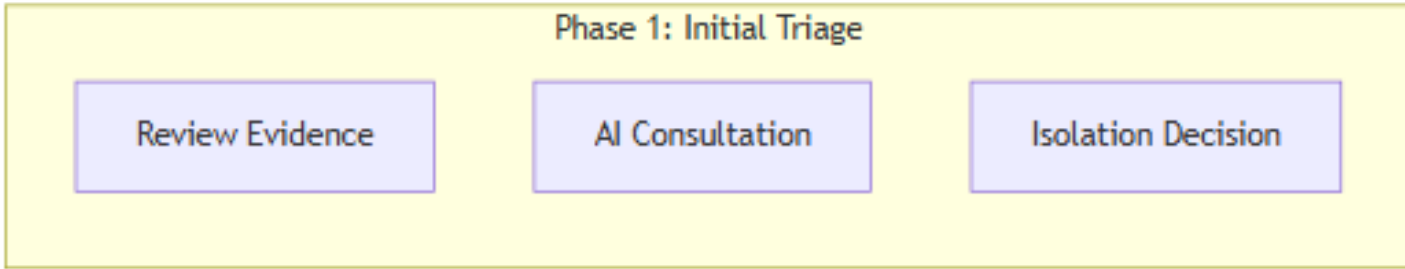 Phase 1: Initial Triage
Review Evidence
AI Consultation
Isolation Decision